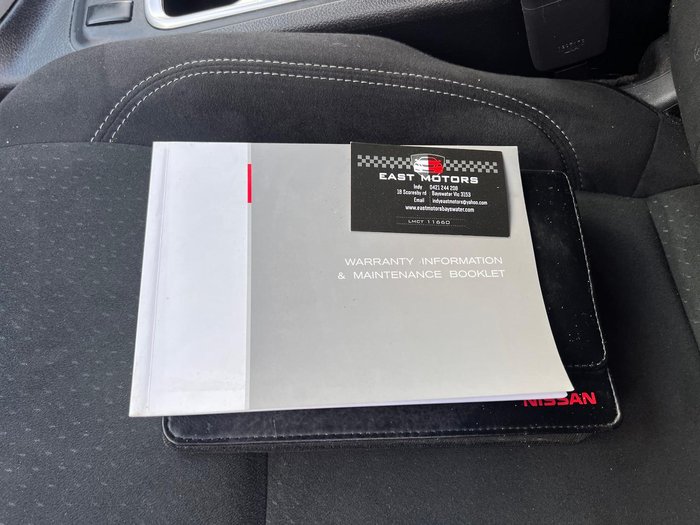 EAST MOTORS
Indy 0421 244 208
18 Scoresby rd Bayswater Vic 3153
Email indyeastmotors@yahoo.com
www.eastmotorsbayswater.com
LMCT 11660
WARRANTY INFORMATION
& MAINTENANCE BOOKLET
NISSAN